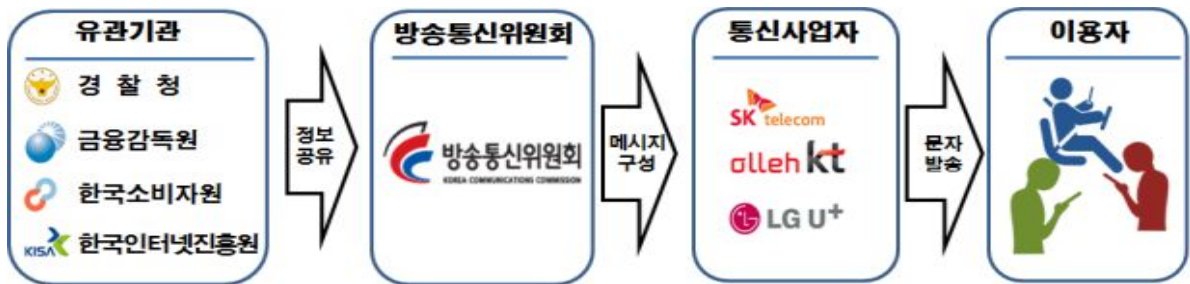 유관기관
경 찰 청
금융감독원
한국소비자원
KISA 한국인터넷진흥원
정보
공유
방송통신위원회
방송통신위원회
KOREA COMMUNICATIONS COMMISSION
메시지
구성
통신사업자
SK telecom
olleh kt
LG U+
문자
발송
이용자